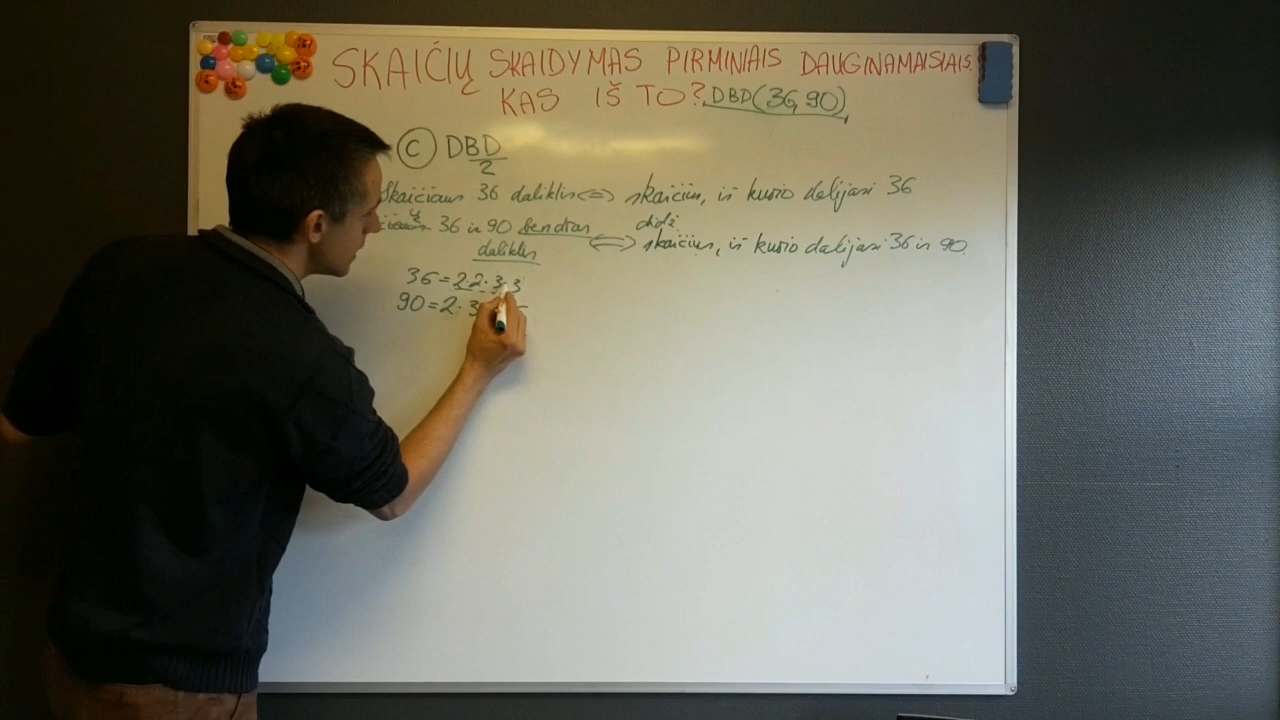 SKAIČIŲ SKAIDYMAS PIRMINIAIS DAUGINAMAISIAIS.
KAS IŠ TO? DBD(36,90)
C DBD
2
Skaičiaus 36 daliklis <=> skaičius, iš kurio dalijasi 36
36 ir 90 bendras didž.
daliklis <=> skaičius, iš kurio dalijasi 36 ir 90.
36=2·2·3·3
90=2·3